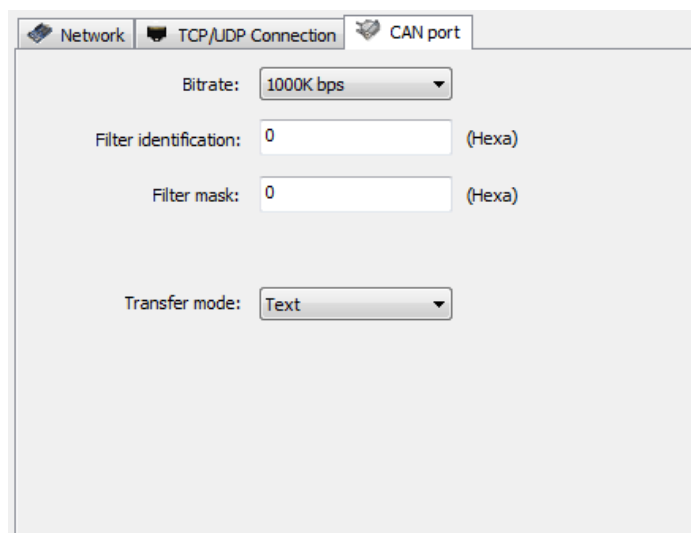 Network TCP/UDP Connection CAN port
Bitrate: 1000K bps
Filter identification: 0 (Hexa)
Filter mask: 0 (Hexa)
Transfer mode: Text